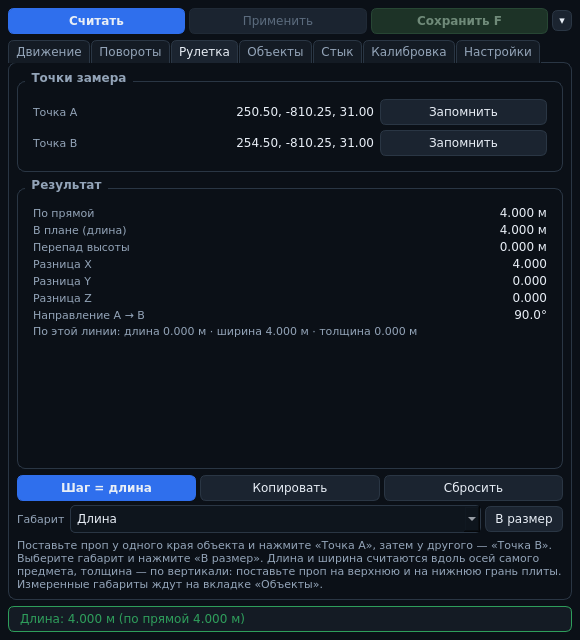 Считать
Применить
Сохранить F
Движение
Повороты
Рулетка
Объекты
Стык
Калибровка
Настройки
Точки замера
Точка A 250.50, -810.25, 31.00 Запомнить
Точка B 254.50, -810.25, 31.00 Запомнить
Результат
По прямой 4.000 м
В плане (длина) 4.000 м
Перепад высоты 0.000 м
Разница X 4.000
Разница Y 0.000
Разница Z 0.000
Направление A → B 90.0°
По этой линии: длина 0.000 м · ширина 4.000 м · толщина 0.000 м
Шаг = длина
Копировать
Сбросить
Габарит Длина В размер
Поставьте проп у одного края объекта и нажмите «Точка A», затем у другого — «Точка B».
Выберите габарит и нажмите «В размер». Длина и ширина считаются вдоль осей самого
предмета, толщина — по вертикали: поставьте проп на верхнюю и на нижнюю грань плиты.
Измеренные габариты ждут на вкладке «Объекты».
Длина: 4.000 м (по прямой 4.000 м)